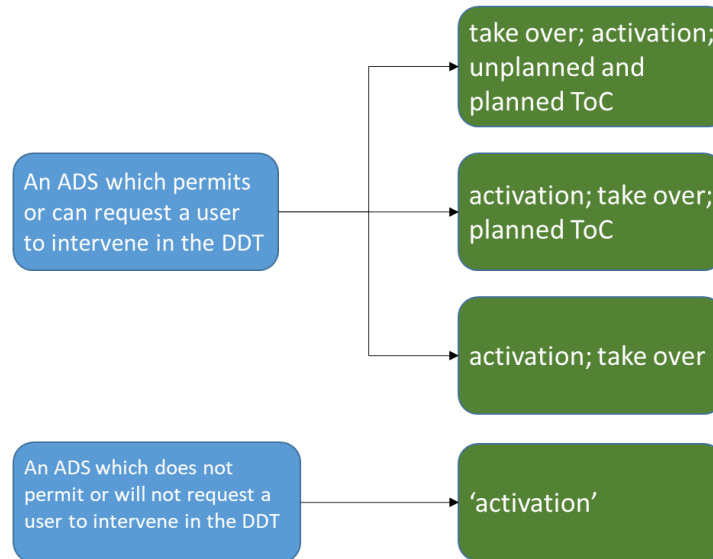 take over; activation;
unplanned and
planned ToC
An ADS which permits
or can request a user
to intervene in the DDT
activation; take over;
planned ToC
activation; take over
An ADS which does not
permit or will not request a
user to intervene in the DDT
‘activation’